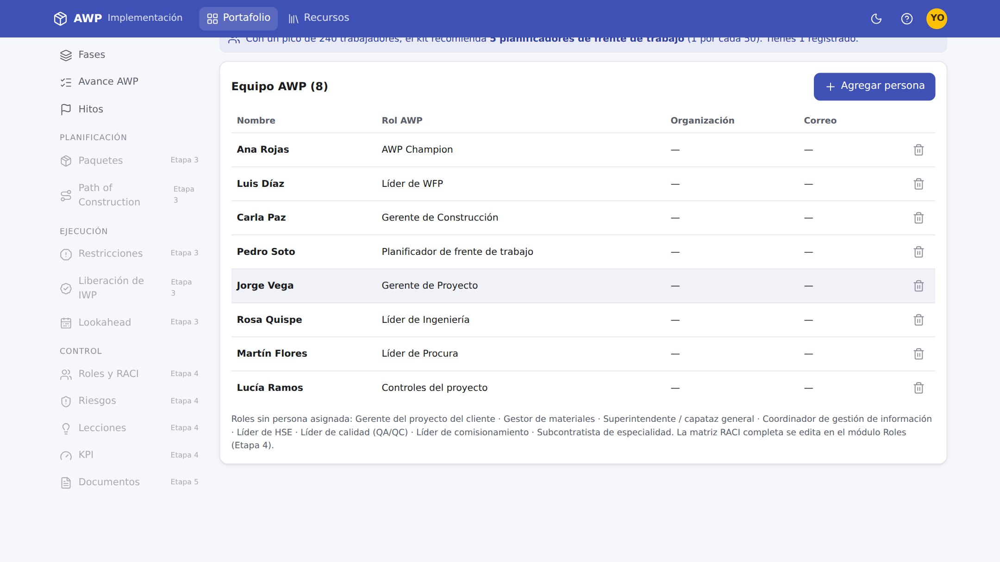 AWP Implementación Portafolio Recursos YO
Con un pico de 240 trabajadores, el kit recomienda 5 planificadores de frente de trabajo (1 por cada 50). Tienes 1 registrado.
Fases
Avance AWP
Hitos
PLANIFICACIÓN
Paquetes Etapa 3
Path of Construction Etapa 3
EJECUCIÓN
Restricciones Etapa 3
Liberación de IWP Etapa 3
Lookahead Etapa 3
CONTROL
Roles y RACI Etapa 4
Riesgos Etapa 4
Lecciones Etapa 4
KPI Etapa 4
Documentos Etapa 5
Equipo AWP (8) Agregar persona
Nombre Rol AWP Organización Correo
Ana Rojas AWP Champion — —
Luis Díaz Líder de WFP — —
Carla Paz Gerente de Construcción — —
Pedro Soto Planificador de frente de trabajo — —
Jorge Vega Gerente de Proyecto — —
Rosa Quispe Líder de Ingeniería — —
Martín Flores Líder de Procura — —
Lucía Ramos Controles del proyecto — —
Roles sin persona asignada: Gerente del proyecto del cliente · Gestor de materiales · Superintendente / capataz general · Coordinador de gestión de información
· Líder de HSE · Líder de calidad (QA/QC) · Líder de comisionamiento · Subcontratista de especialidad. La matriz RACI completa se edita en el módulo Roles
(Etapa 4).